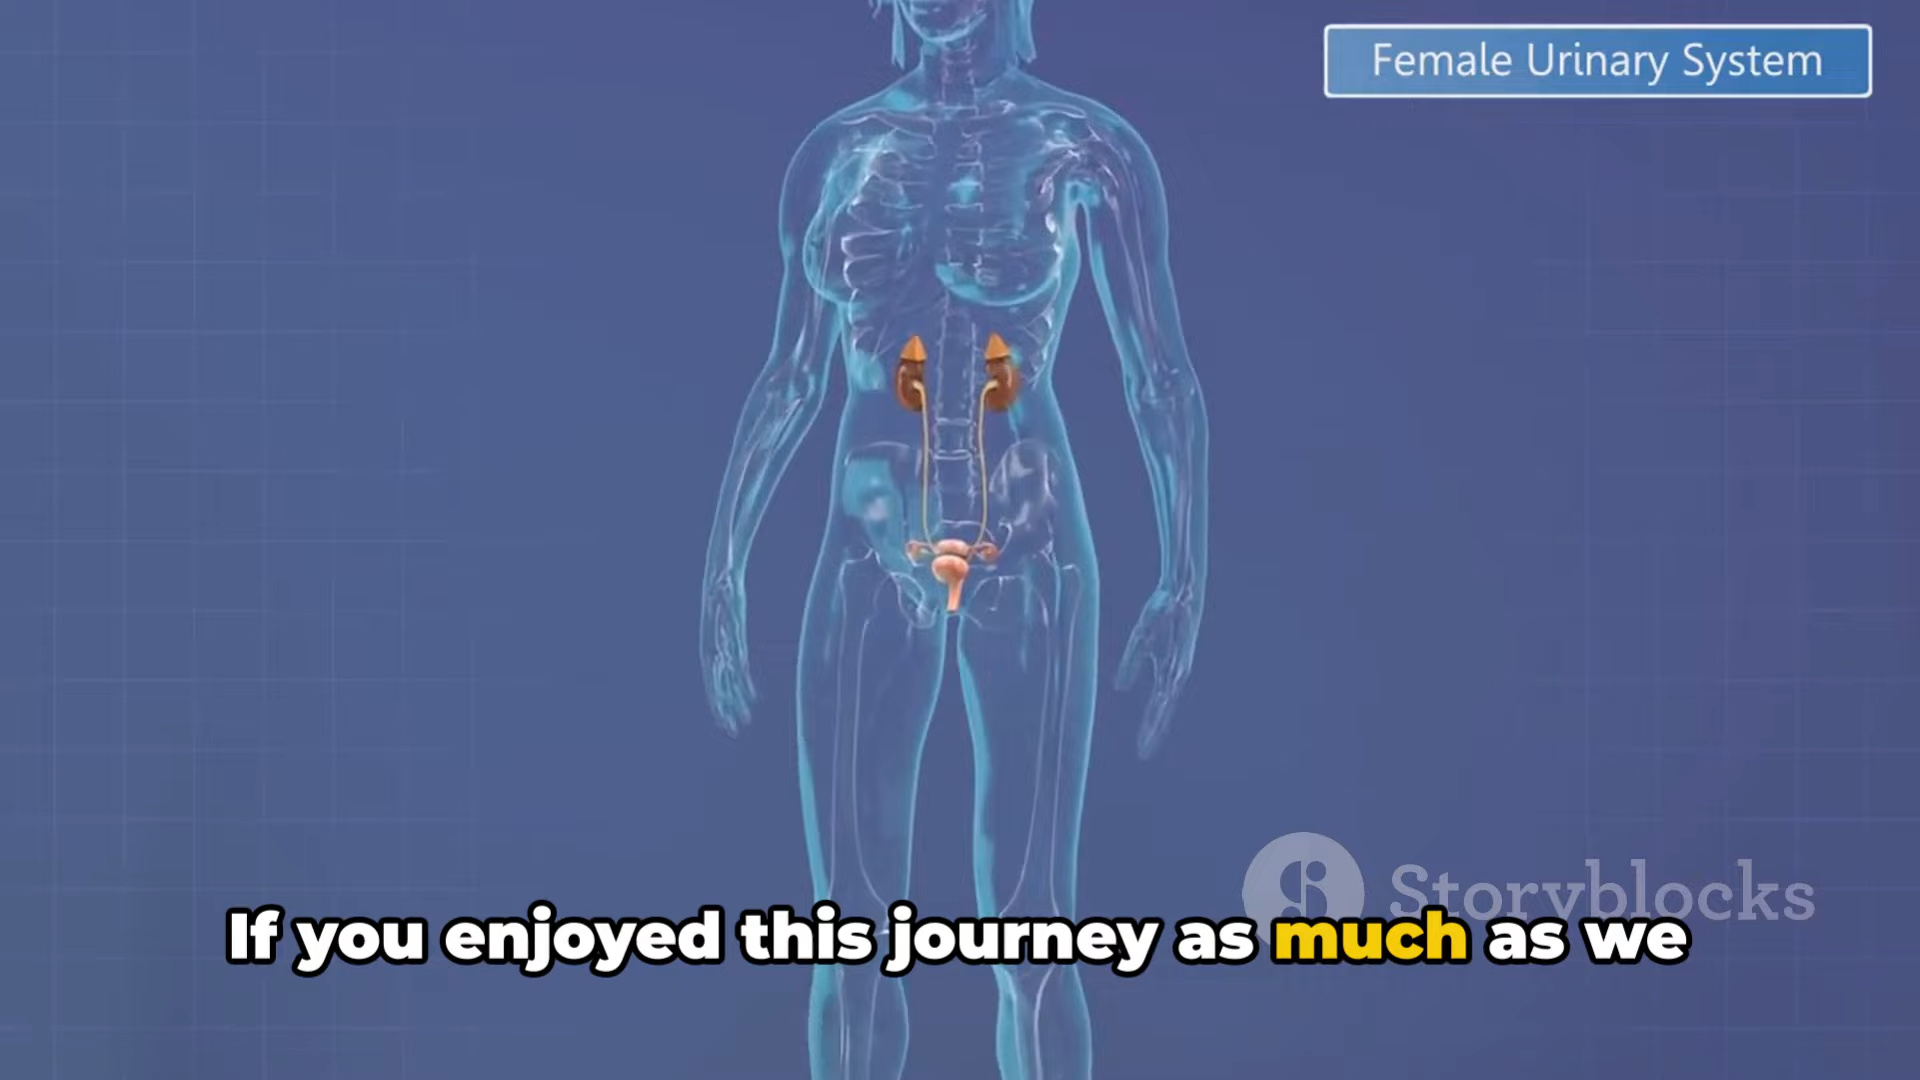 Female Urinary System
Storyblocks
If you enjoyed this journey as much as we